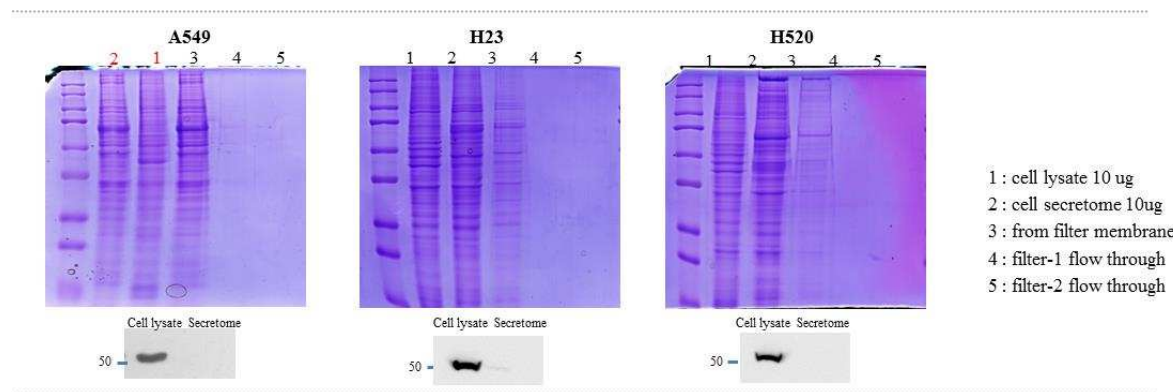 A549 H23 H520
2 1 3 4 5 1 2 3 4 5 1 2 3 4 5
1 : cell lysate 10 ug
2 : cell secretome 10ug
3 : from filter membrane
4 : filter-1 flow through
5 : filter-2 flow through
Cell lysate Secretome Cell lysate Secretome Cell lysate Secretome
50 50 50